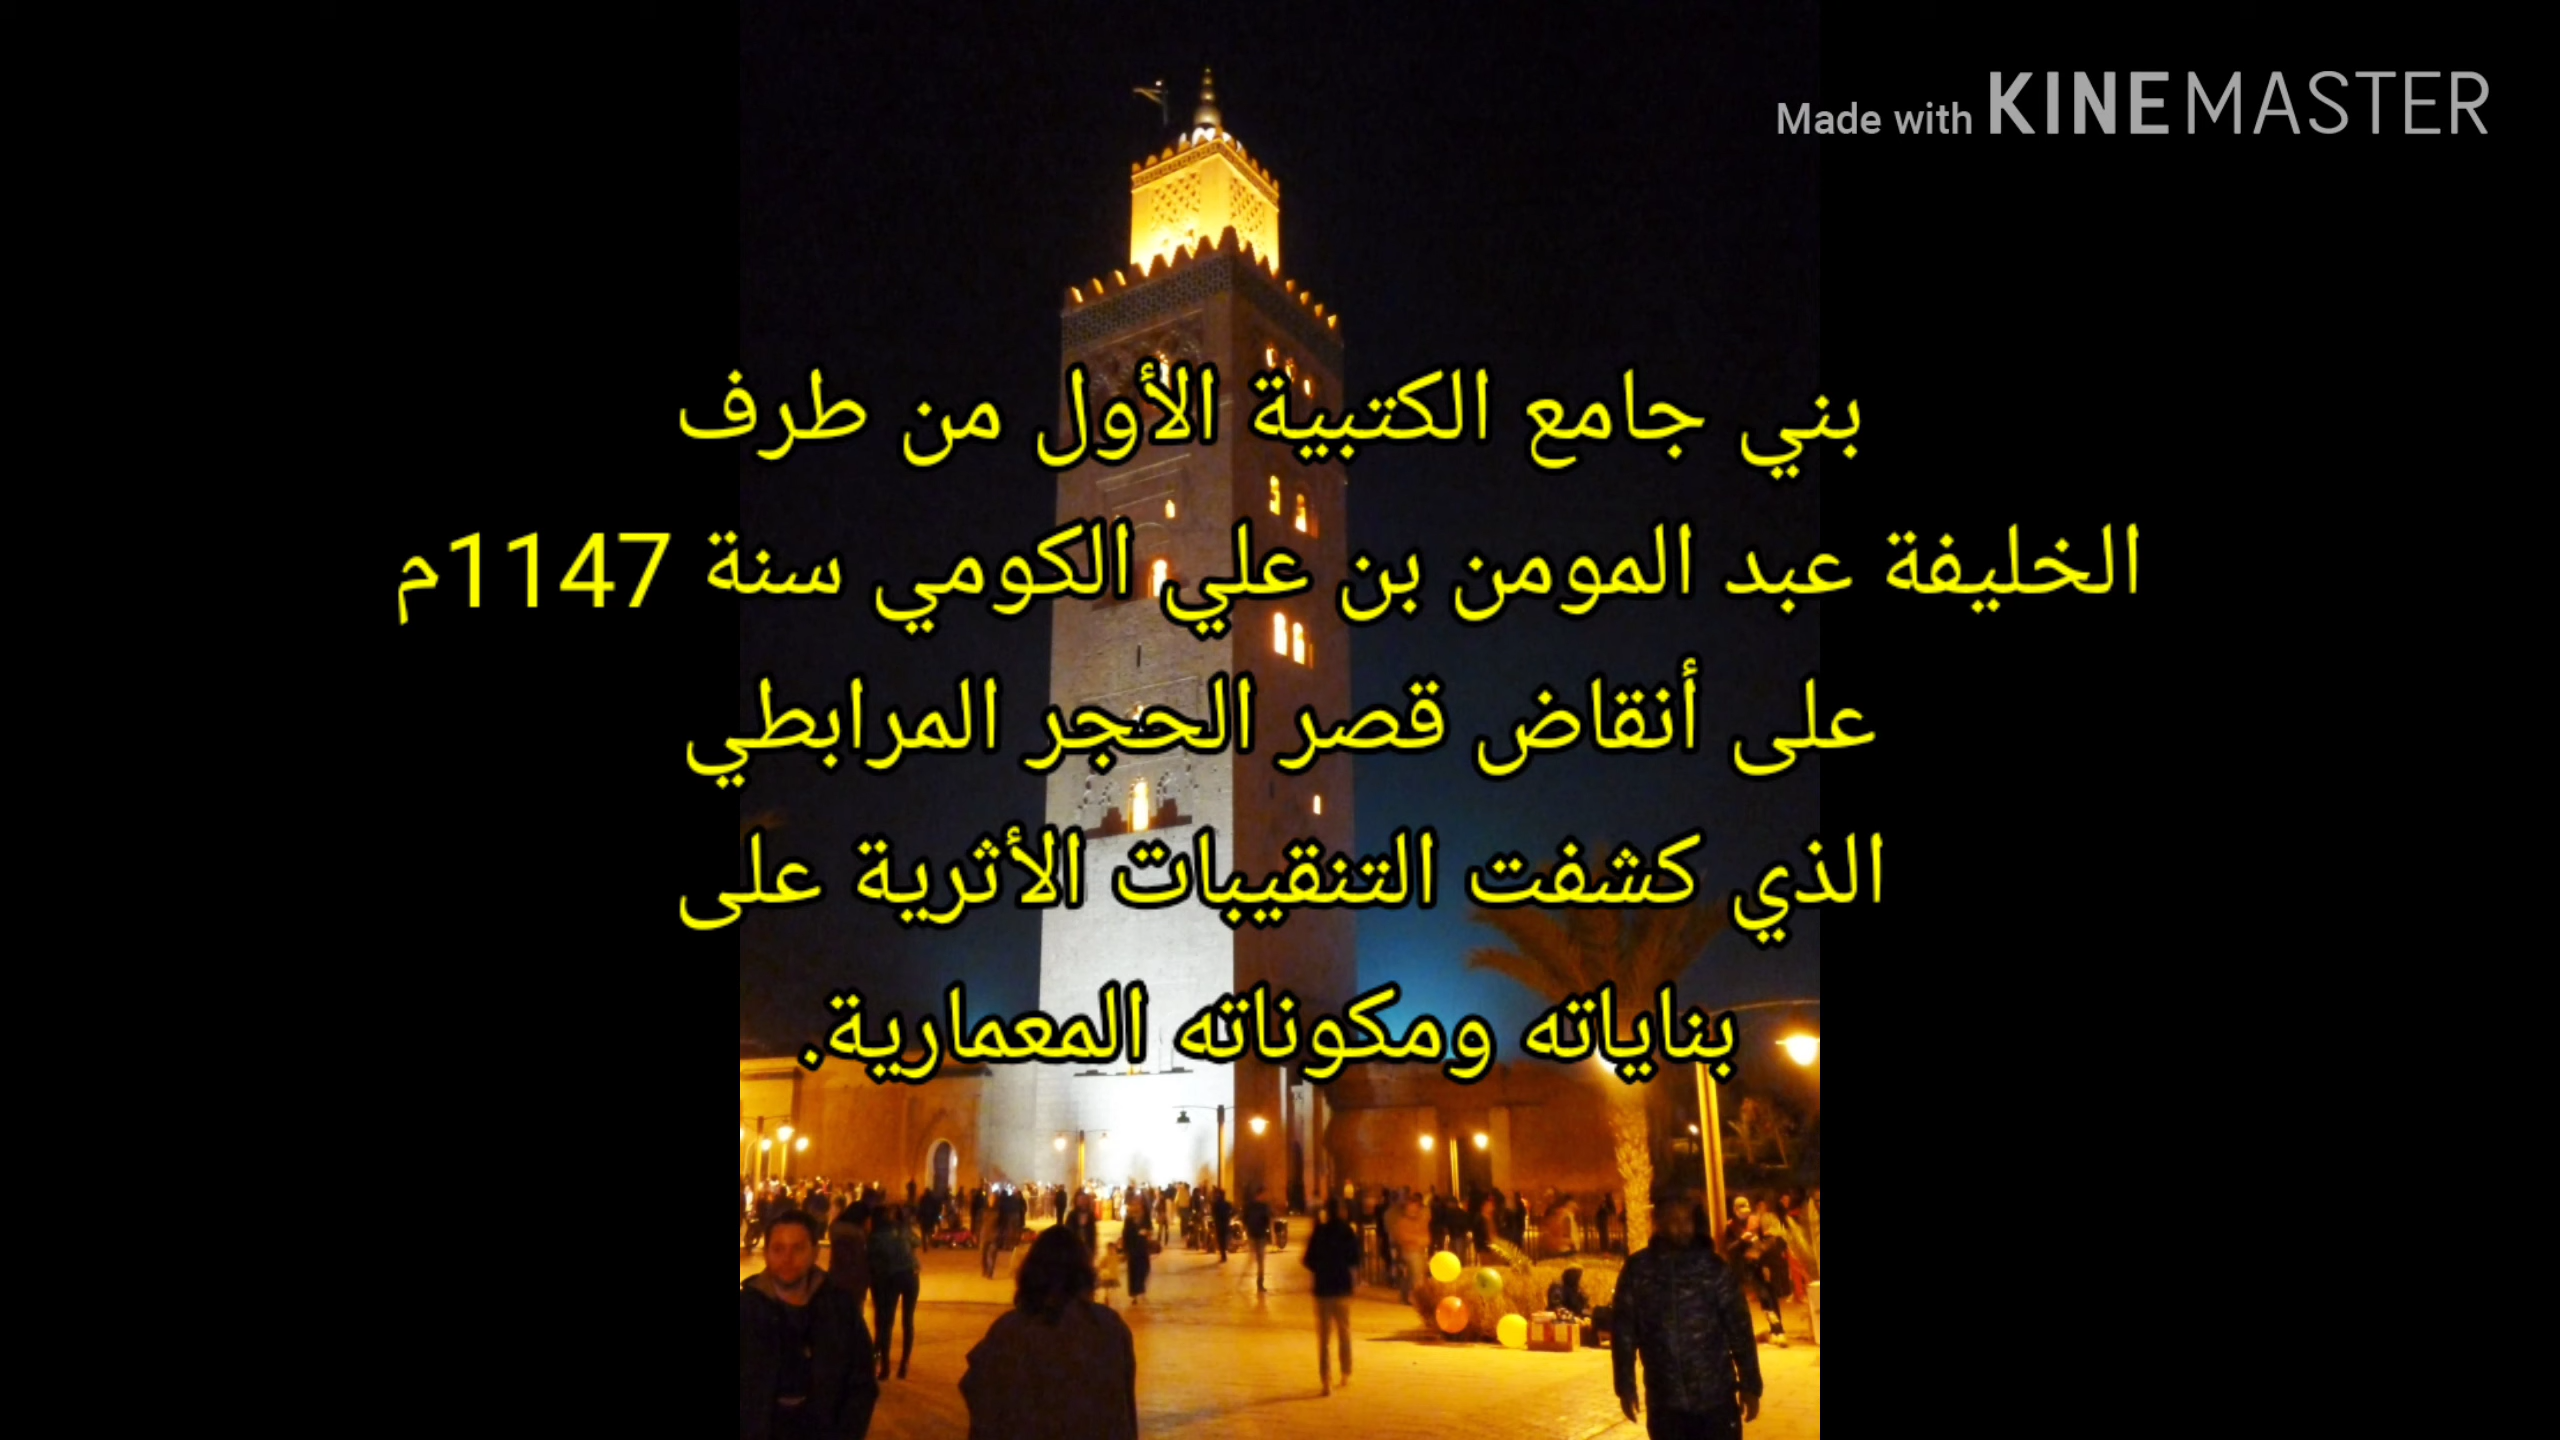 Made with KINEMASTER
بني جامع الكتبية الأول من طرف
الخليفة عبد المومن بن علي الكومي سنة 1147م
على أنقاض قصر الحجر المرابطي
الذي كشفت التنقيبات الأثرية على
بناياته ومكوناته المعمارية.